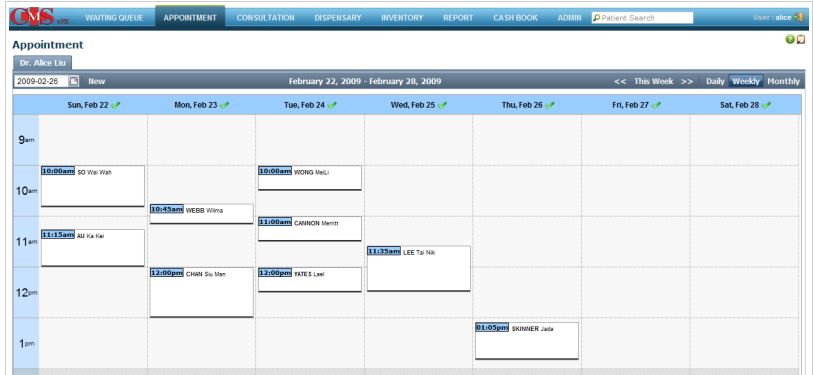 CMS vJX WAITING QUEUE APPOINTMENT CONSULTATION DISPENSARY INVENTORY REPORT CASH BOOK ADMIN Patient Search User : alice
Appointment
Dr. Alice Liu
2009-02-26 New February 22, 2009 - February 28, 2009 << This Week >> Daily Weekly Monthly
Sun, Feb 22 Mon, Feb 23 Tue, Feb 24 Wed, Feb 25 Thu, Feb 26 Fri, Feb 27 Sat, Feb 28
9am
10:00am SO Wai Wah 10:00am WONG MeiLi
10am
10:45am WEBB Wilma
11:00am CANNON Merritt
11:15am AU Ka Kei
11am
11:35am LEE Tai Nik
12:00pm CHAN Siu Man 12:00pm YATES Lael
12pm
01:05pm SKINNER Jada
1pm